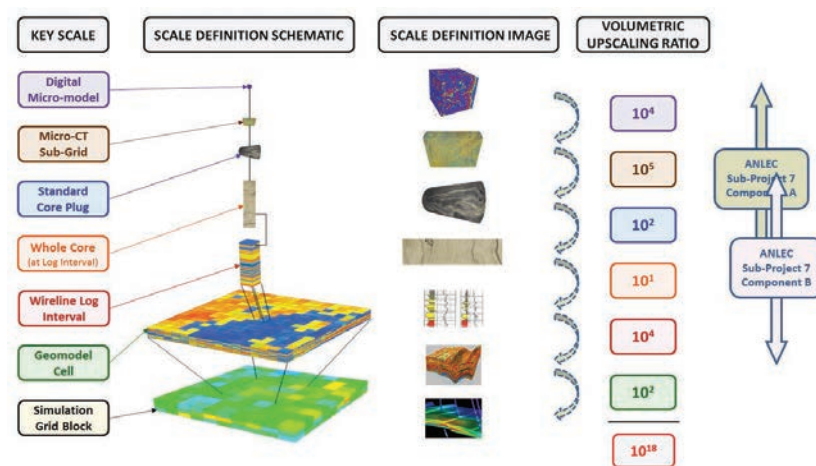 KEY SCALE
SCALE DEFINITION SCHEMATIC
SCALE DEFINITION IMAGE
VOLUMETRIC
UPSCALING RATIO
Digital
Micro-model
Micro-CT
Sub-Grid
Standard
Core Plug
Whole Core
(at Log Interval)
Wireline Log
Interval
Geomodel
Cell
Simulation
Grid Block
10⁴
10⁵
10²
10¹
10⁴
10²
10¹⁸
ANLEC
Sub-Project 7
Component A
ANLEC
Sub-Project 7
Component B